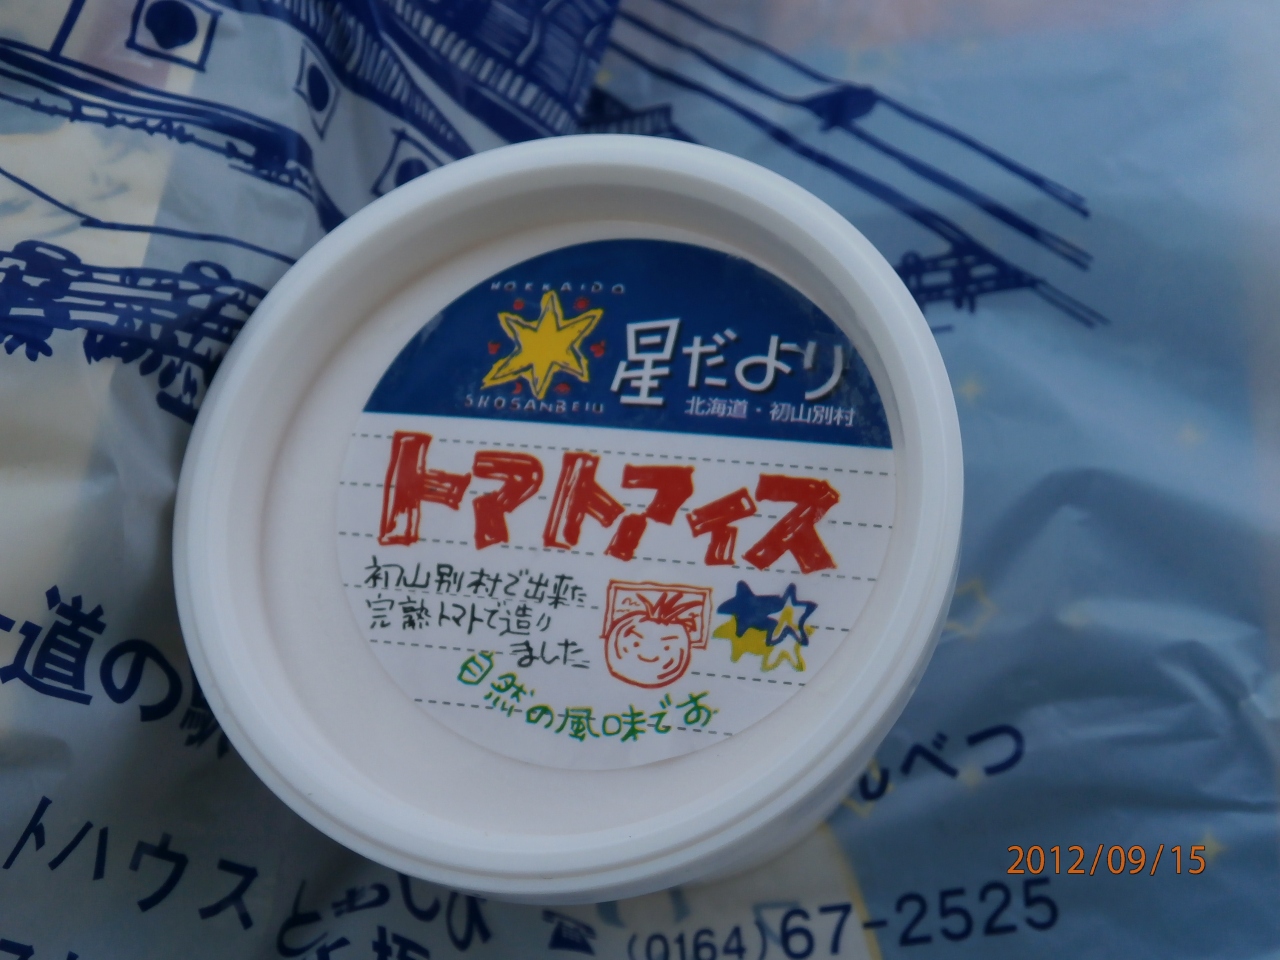 HOKKAIDO
星だより
SHOSANBETU
北海道・初山別村
トマトアイス
初山別村で出来た
完熟トマトで造り
ました
自然の風味です
道の駅
んべつ
トハウス
2012/09/15
(0164)67-2525